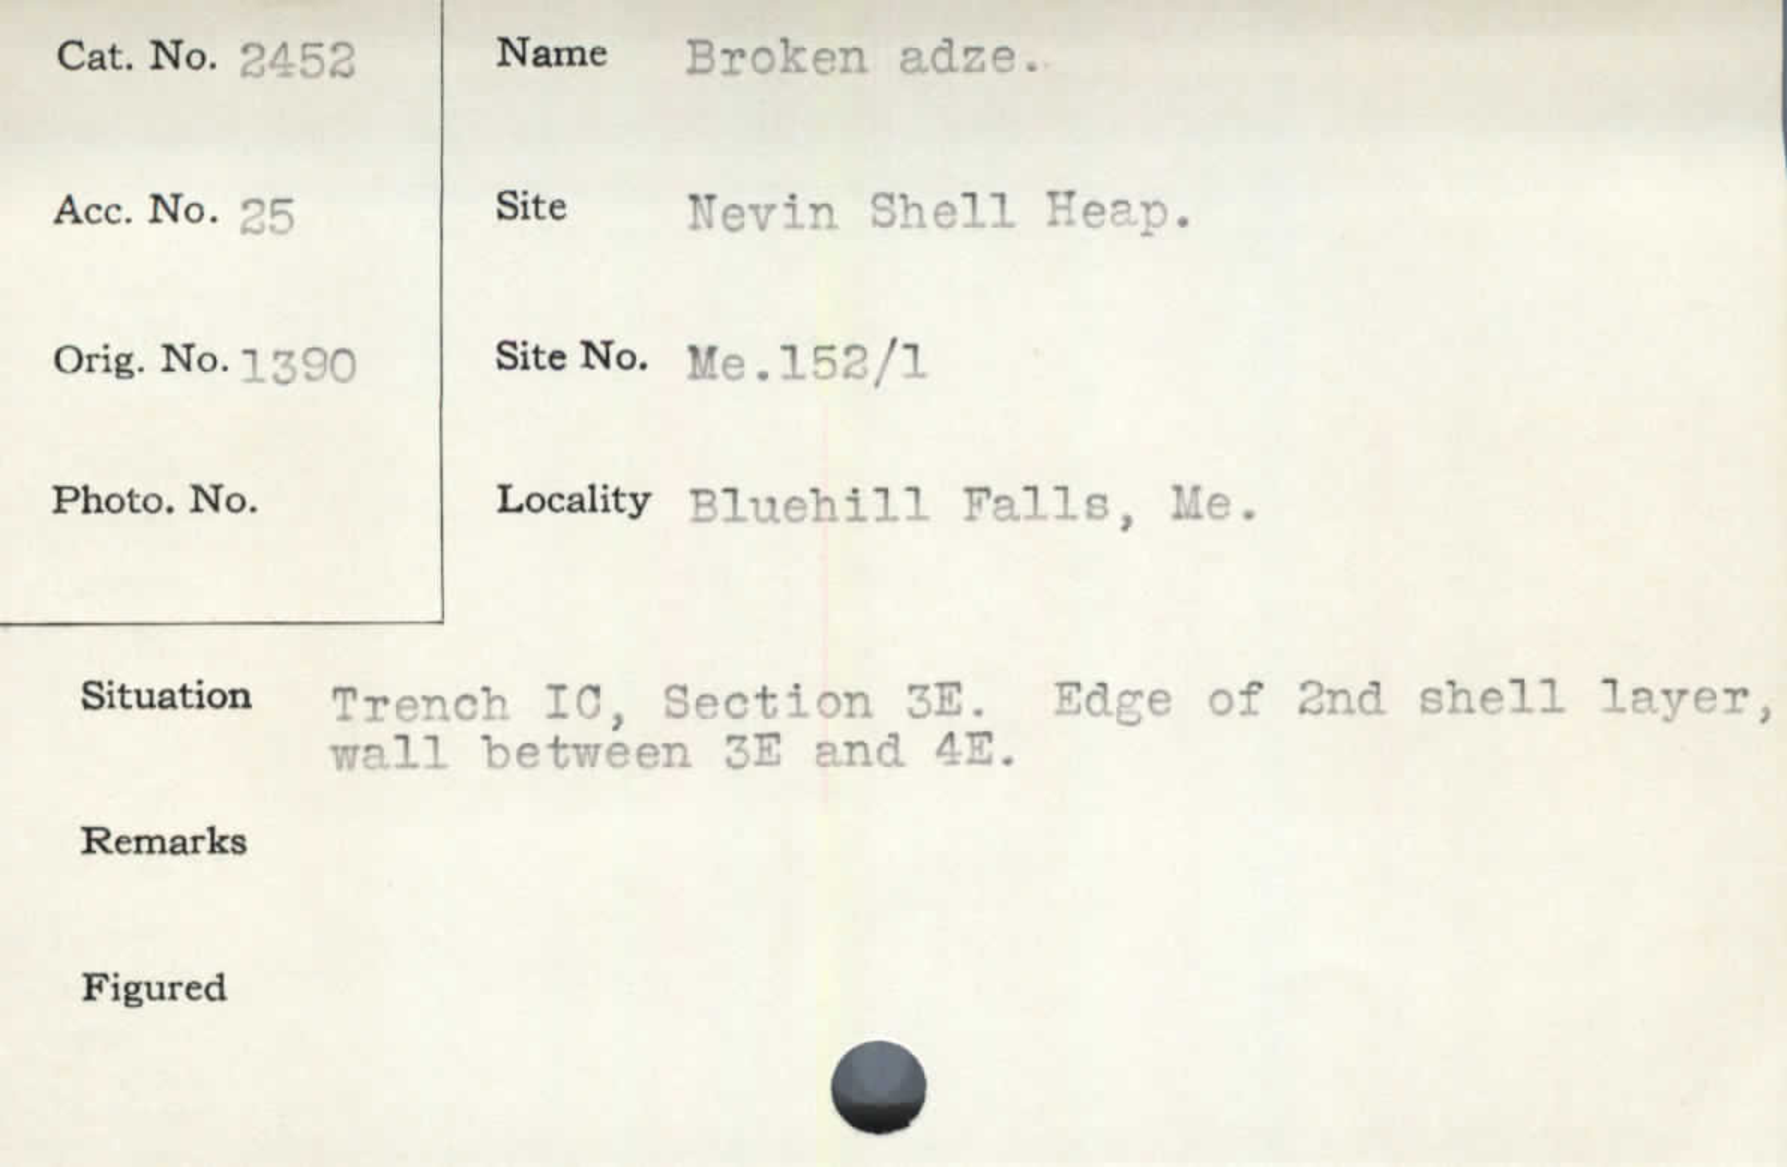 Cat. No. 2452
Name Broken adze.
Acc. No. 25
Site Nevin Shell Heap.
Orig. No. 1390
Site No. Me.152/1
Photo. No.
Locality Bluehill Falls, Me.
Situation Trench IC, Section 3E. Edge of 2nd shell layer,
wall between 3E and 4E.
Remarks
Figured